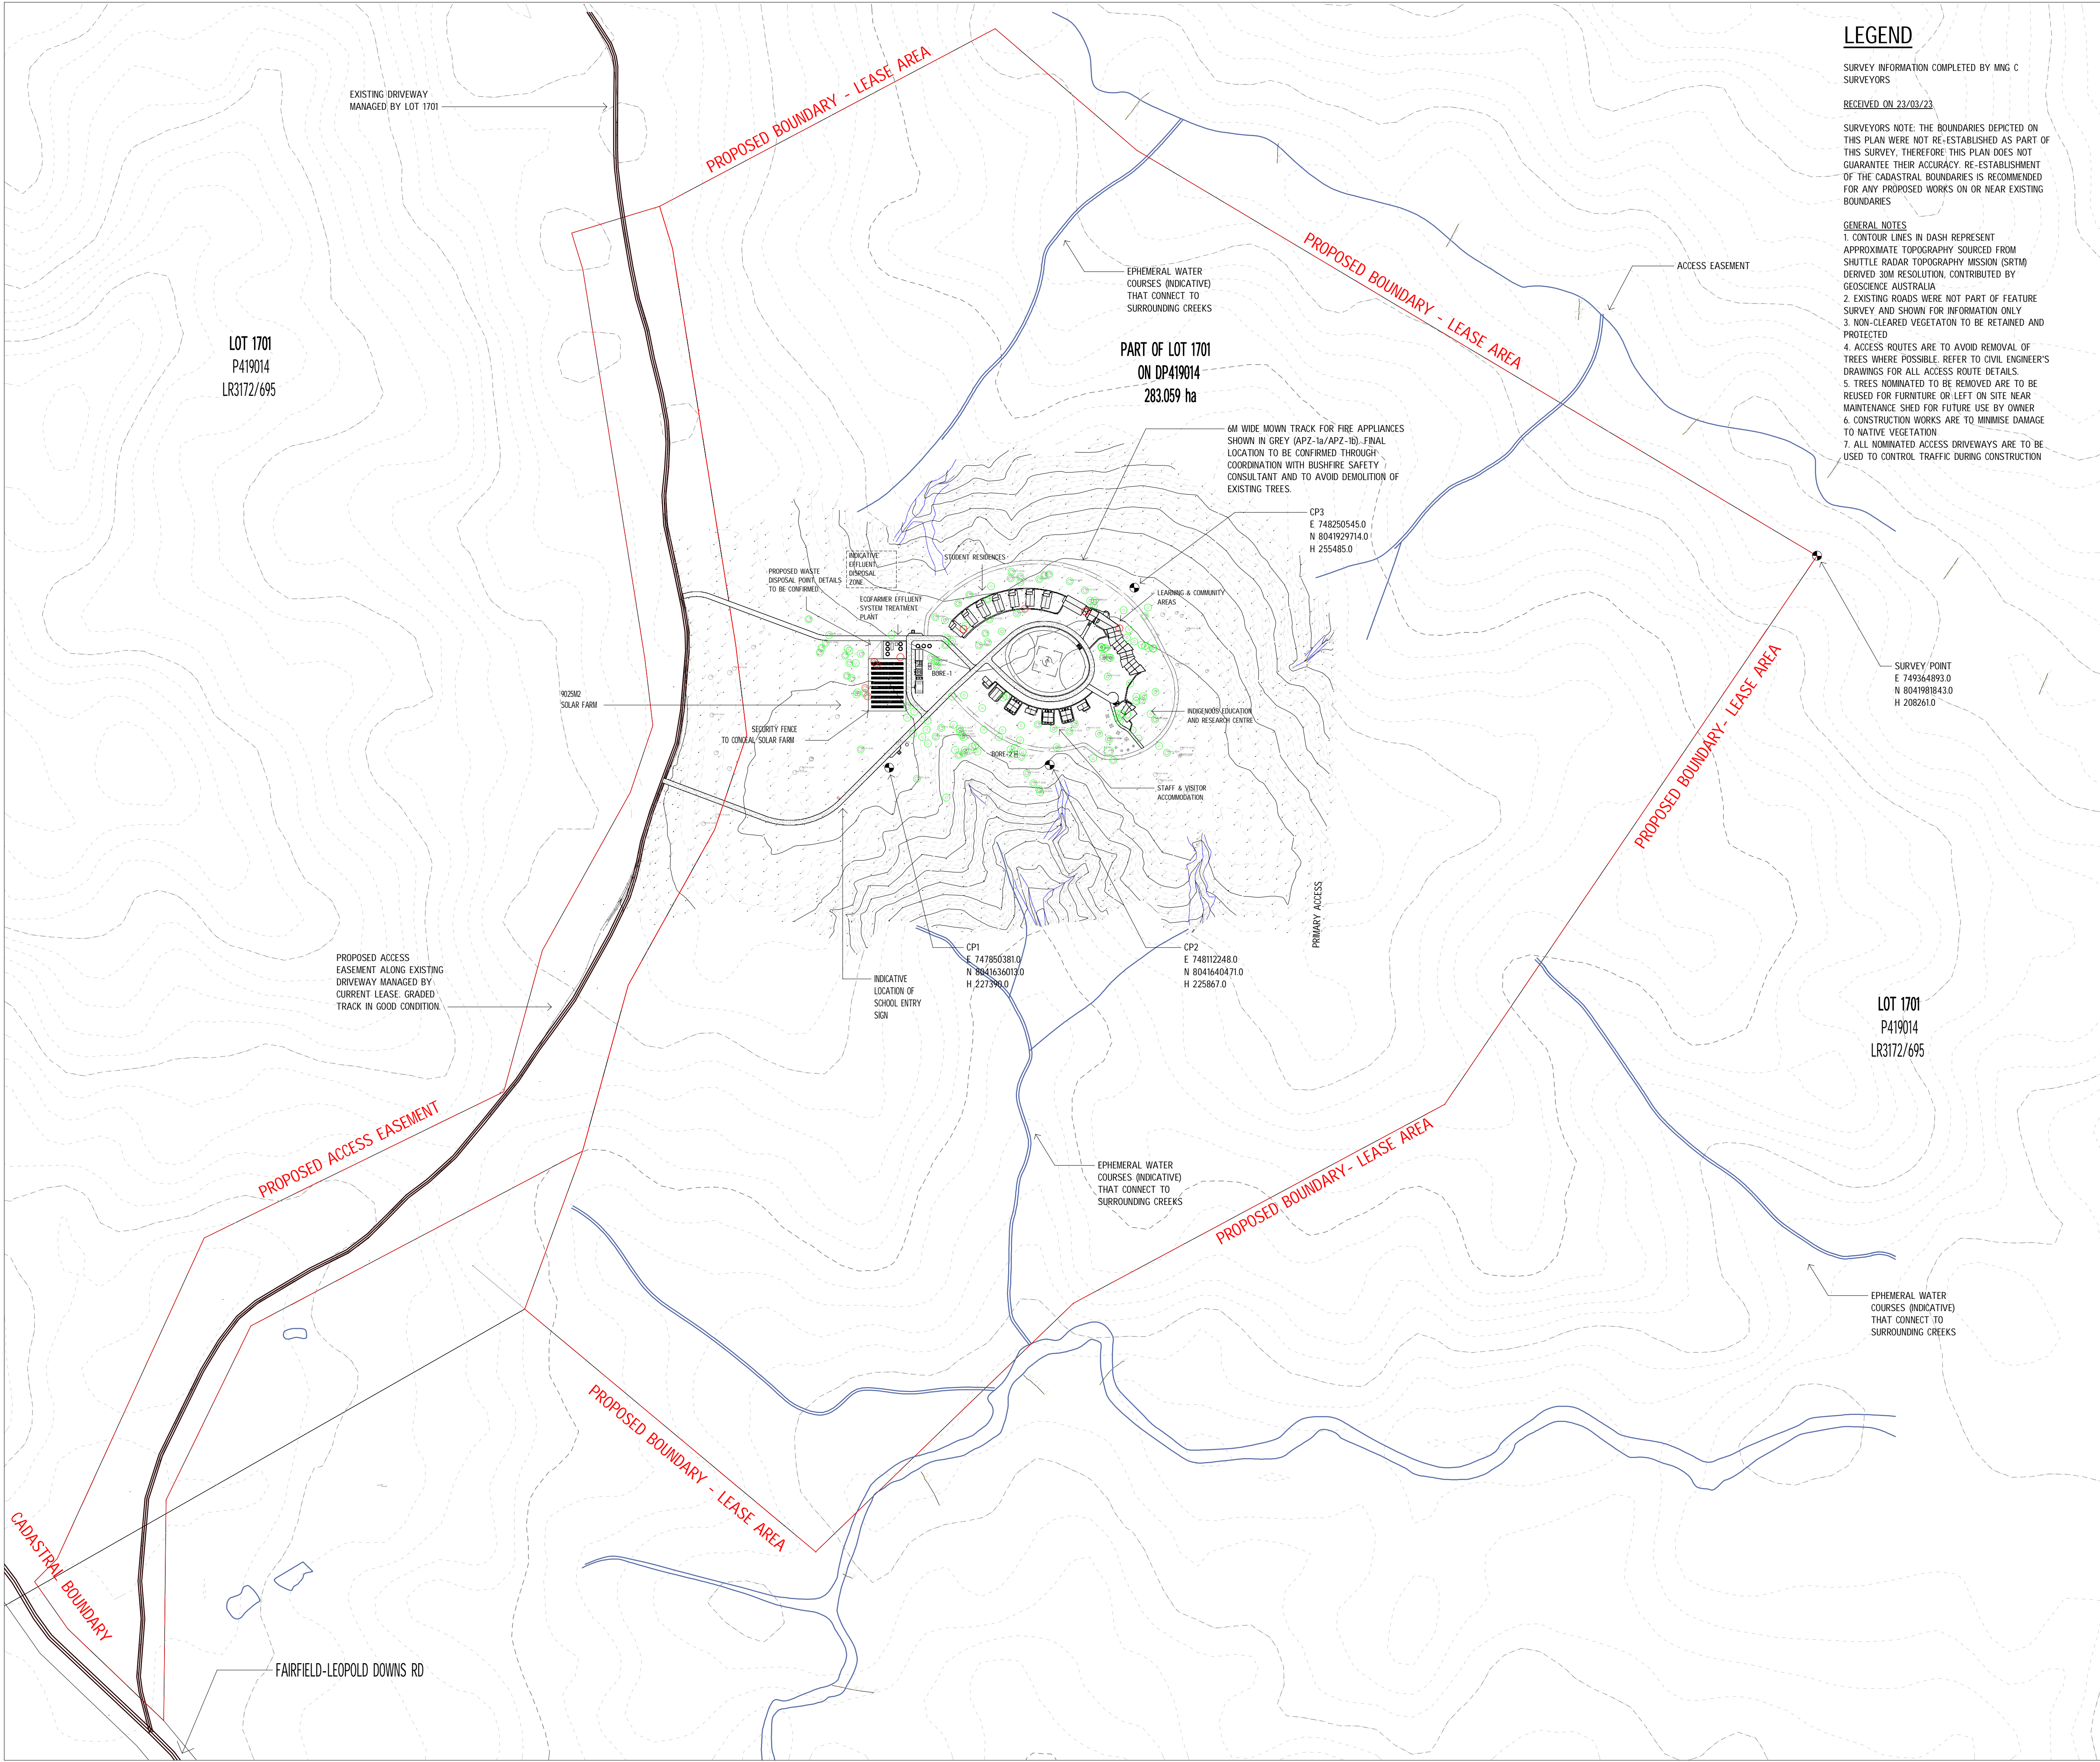 LEGEND
SURVEY INFORMATION COMPLETED BY MNG C
SURVEYORS
RECEIVED ON 23/03/23
SURVEYORS NOTE: THE BOUNDARIES DEPICTED ON
THIS PLAN WERE NOT RE-ESTABLISHED AS PART OF
THIS SURVEY, THEREFORE THIS PLAN DOES NOT
GUARANTEE THEIR ACCURACY. RE-ESTABLISHMENT
OF THE CADASTRAL BOUNDARIES IS RECOMMENDED
FOR ANY PROPOSED WORKS ON OR NEAR EXISTING
BOUNDARIES
GENERAL NOTES
1. CONTOUR LINES IN DASH REPRESENT
APPROXIMATE TOPOGRAPHY SOURCED FROM
SHUTTLE RADAR TOPOGRAPHY MISSION (SRTM)
DERIVED 30M RESOLUTION, CONTRIBUTED BY
GEOSCIENCE AUSTRALIA
2. EXISTING ROADS WERE NOT PART OF FEATURE
SURVEY AND SHOWN FOR INFORMATION ONLY
3. NON-CLEARED VEGETATON TO BE RETAINED AND
PROTECTED
4. ACCESS ROUTES ARE TO AVOID REMOVAL OF
TREES WHERE POSSIBLE. REFER TO CIVIL ENGINEER'S
DRAWINGS FOR ALL ACCESS ROUTE DETAILS.
5. TREES NOMINATED TO BE REMOVED ARE TO BE
REUSED FOR FURNITURE OR LEFT ON SITE NEAR
MAINTENANCE SHED FOR FUTURE USE BY OWNER
6. CONSTRUCTION WORKS ARE TO MINIMISE DAMAGE
TO NATIVE VEGETATION
7. ALL NOMINATED ACCESS DRIVEWAYS ARE TO BE
USED TO CONTROL TRAFFIC DURING CONSTRUCTION
EXISTING DRIVEWAY
MANAGED BY LOT 1701
PROPOSED BOUNDARY - LEASE AREA
PROPOSED BOUNDARY - LEASE AREA
ACCESS EASEMENT
EPHEMERAL WATER
COURSES (INDICATIVE)
THAT CONNECT TO
SURROUNDING CREEKS
LOT 1701
P419014
LR3172/695
PART OF LOT 1701
ON DP419014
283.059 ha
6M WIDE MOWN TRACK FOR FIRE APPLIANCES
SHOWN IN GREY (APZ-1a/APZ-1b). FINAL
LOCATION TO BE CONFIRMED THROUGH
COORDINATION WITH BUSHFIRE SAFETY
CONSULTANT AND TO AVOID DEMOLITION OF
EXISTING TREES.
CP3
E 748250545.0
N 8041929714.0
H 255485.0
INDICATIVE
EFFLUENT
DISPOSAL
ZONE
STUDENT RESIDENCES
PROPOSED WASTE
DISPOSAL POINT, DETAILS
TO BE CONFIRMED.
ECOFARMER EFFLUENT
SYSTEM TREATMENT
PLANT
LEARNING & COMMUNITY
AREAS
BORE-1
9025M2
SOLAR FARM
SECURITY FENCE
TO CONCEAL SOLAR FARM
INDIGENOUS EDUCATION
AND RESEARCH CENTRE
BORE-2
STAFF & VISITOR
ACCOMMODATION
SURVEY POINT
E 749364893.0
N 8041981843.0
H 208261.0
PROPOSED BOUNDARY- LEASE AREA
PRIMARY ACCESS
CP1
E 747850381.0
N 8041636013.0
H 227390.0
CP2
E 748112248.0
N 8041640471.0
H 225867.0
INDICATIVE
LOCATION OF
SCHOOL ENTRY
SIGN
PROPOSED ACCESS
EASEMENT ALONG EXISTING
DRIVEWAY MANAGED BY
CURRENT LEASE. GRADED
TRACK IN GOOD CONDITION.
LOT 1701
P419014
LR3172/695
PROPOSED ACCESS EASEMENT
PROPOSED BOUNDARY- LEASE AREA
EPHEMERAL WATER
COURSES (INDICATIVE)
THAT CONNECT TO
SURROUNDING CREEKS
EPHEMERAL WATER
COURSES (INDICATIVE)
THAT CONNECT TO
SURROUNDING CREEKS
PROPOSED BOUNDARY - LEASE AREA
CADASTRAL BOUNDARY
FAIRFIELD-LEOPOLD DOWNS RD